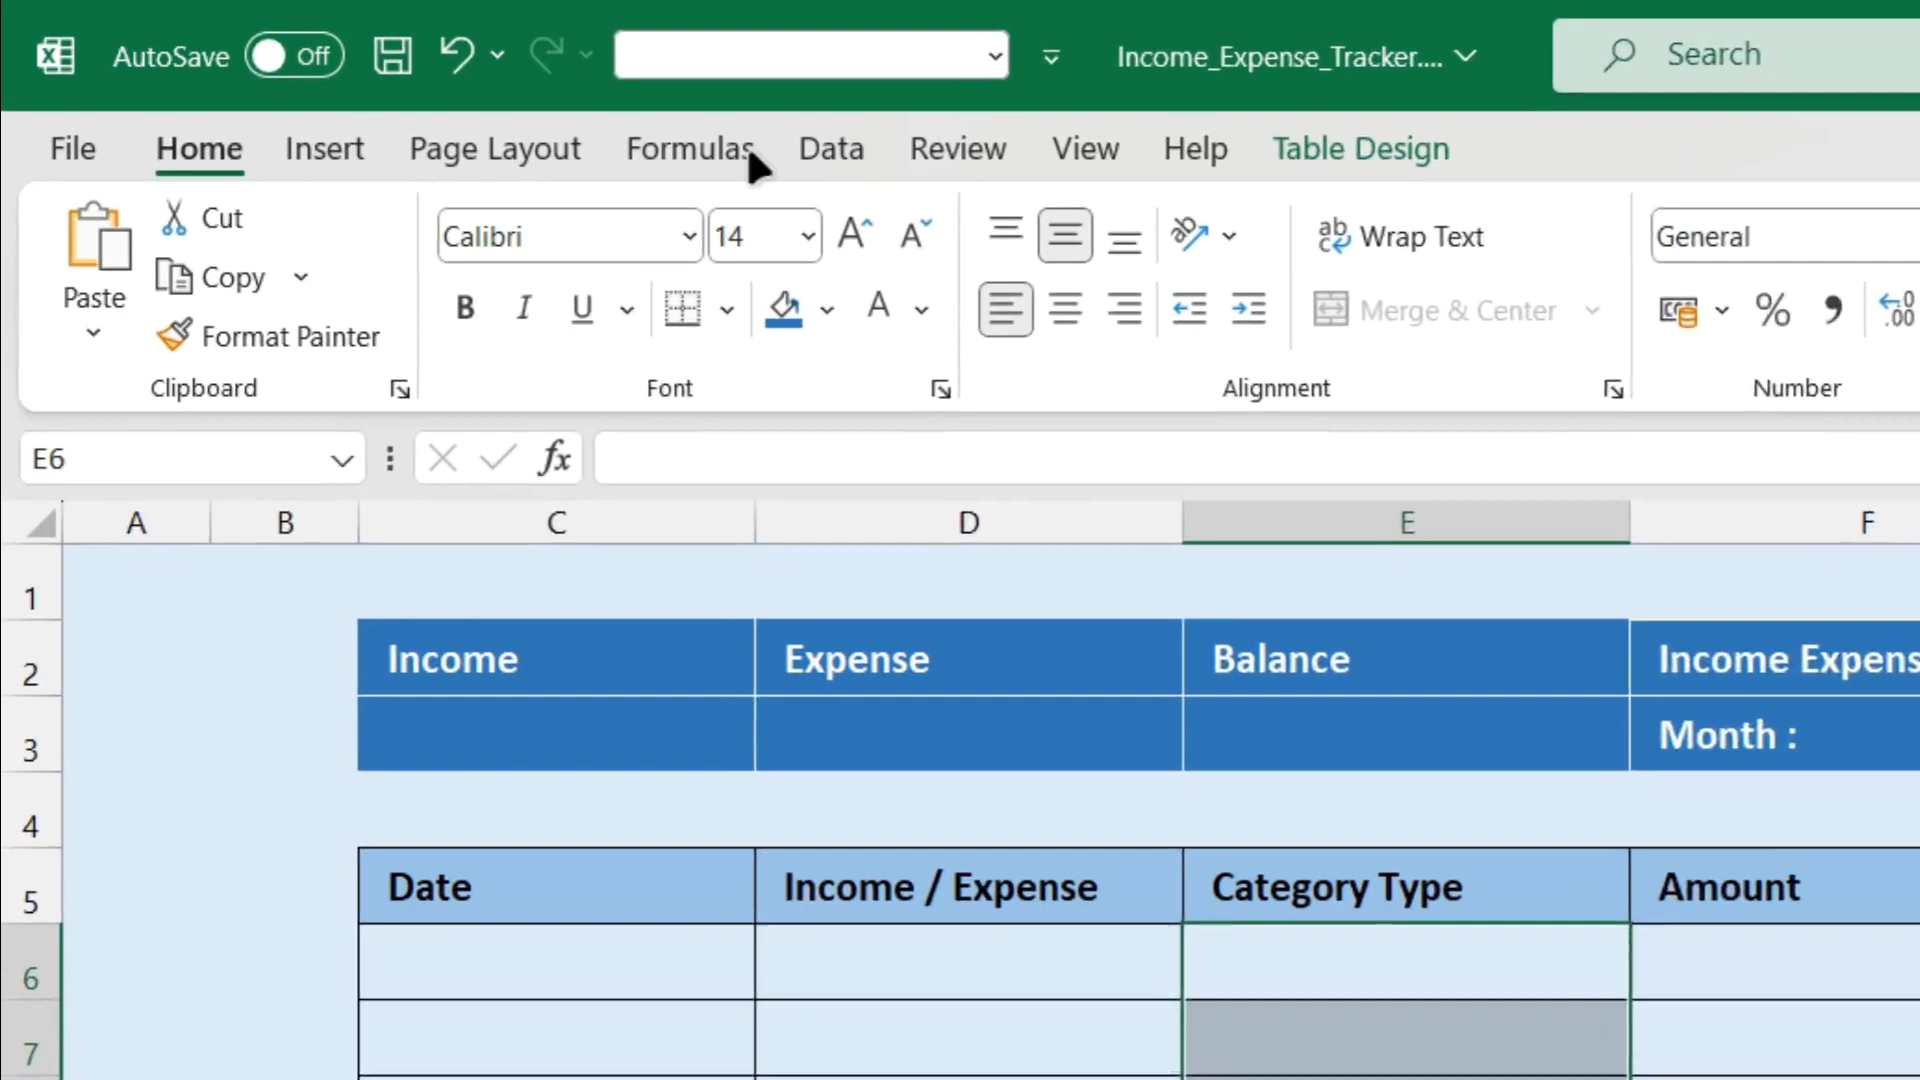 AutoSave Off Income_Expense_Tracker.... Search
File Home Insert Page Layout Formulas Data Review View Help Table Design
Paste
Cut
Copy
Format Painter
Clipboard
Calibri 14
B I U A
Font
Wrap Text
Merge & Center
Alignment
General
% , .00
Number
E6 fx
A B C D E F
1
2 Income Expense Balance Income Expens
3 Month :
4
5 Date Income / Expense Category Type Amount
6
7